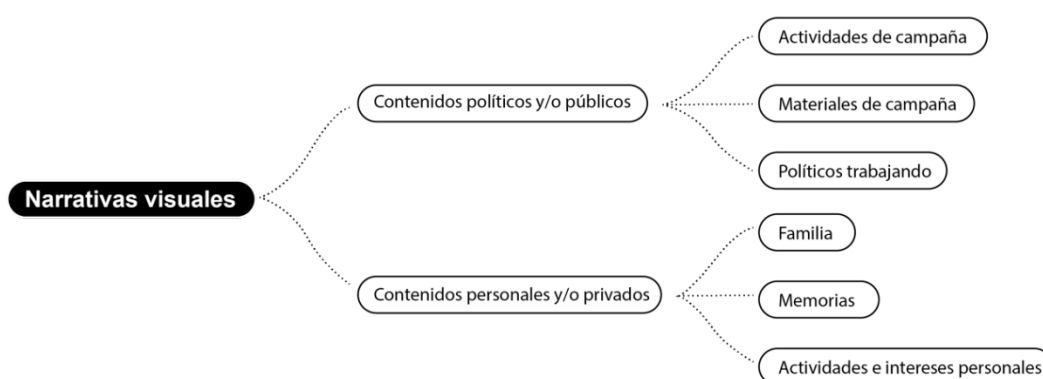 Narrativas visuales
Contenidos políticos y/o públicos
Actividades de campaña
Materiales de campaña
Políticos trabajando
Contenidos personales y/o privados
Familia
Memorias
Actividades e intereses personales